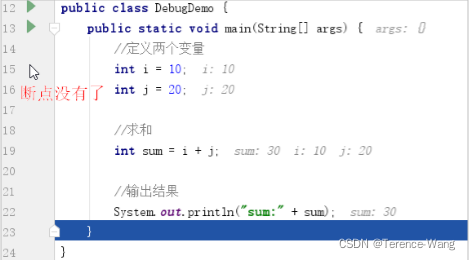 12 public class DebugDemo {
13 public static void main(String[] args) { args: {}
14 //定义两个变量
15 int i = 10; i: 10
16 int j = 20; j: 20
断点没有了
17
18 //求和
19 int sum = i + j; sum: 30 i: 10 j: 20
20
21 //输出结果
22 System.out.println("sum:" + sum); sum: 30
23 }
24 }
CSDN @Terence-Wang